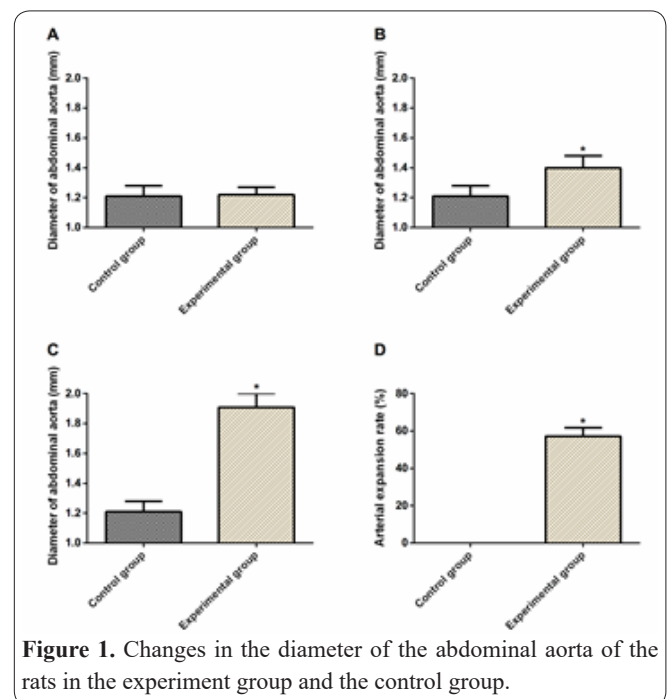 A
Diameter of abdominal aorta (mm)
2.0
1.8
1.6
1.4
1.2
1.0
Control group
Experimental group
B
Diameter of abdominal aorta (mm)
2.0
1.8
1.6
1.4
1.2
1.0
*
Control group
Experimental group
C
Diameter of abdominal aorta (mm)
2.0
1.8
1.6
1.4
1.2
1.0
*
Control group
Experimental group
D
Arterial expansion rate (%)
80
60
40
20
0
*
Control group
Experimental group
Figure 1. Changes in the diameter of the abdominal aorta of the
rats in the experiment group and the control group.